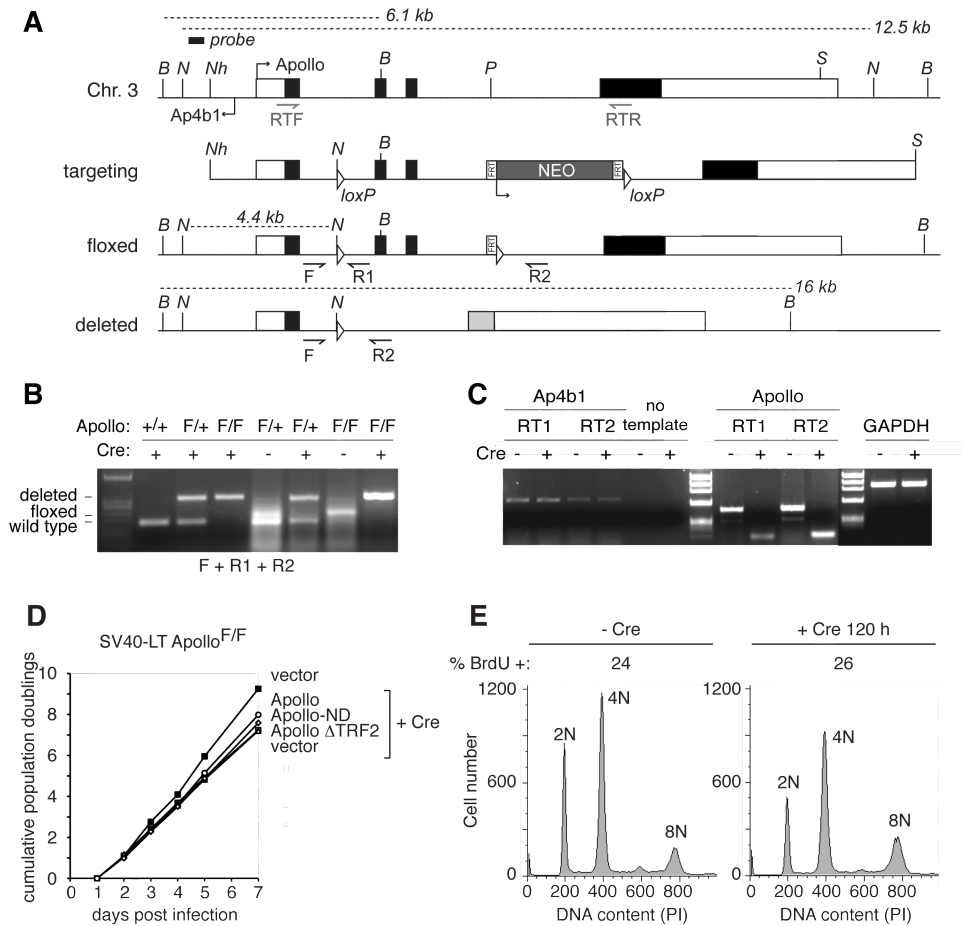 A
6.1 kb
12.5 kb
probe
B N Nh Apollo B P S N B
Chr. 3
Ap4b1
RTF RTR
Nh N B S
targeting
FRT NEO FRT
loxP loxP
4.4 kb
B N N B B
floxed
FRT
F R1 R2
16 kb
B N N B
deleted
F R2
B
Apollo: +/+ F/+ F/F F/+ F/+ F/F F/F
Cre: + + + - + - +
deleted
floxed
wild type
F + R1 + R2
C
Ap4b1 no template Apollo
RT1 RT2 RT1 RT2 GAPDH
Cre - + - + - + - + - + - +
D
SV40-LT Apollo F/F
cumulative population doublings
10
8
6
4
2
0
0 1 2 3 4 5 6 7
days post infection
vector
Apollo
Apollo-ND
Apollo ΔTRF2
vector
+ Cre
E
- Cre + Cre 120 h
% BrdU +: 24 26
Cell number
1200
600
0
2N 4N 8N
0 200 400 600 800
DNA content (PI)
1200
600
0
2N 4N 8N
0 200 400 600 800
DNA content (PI)